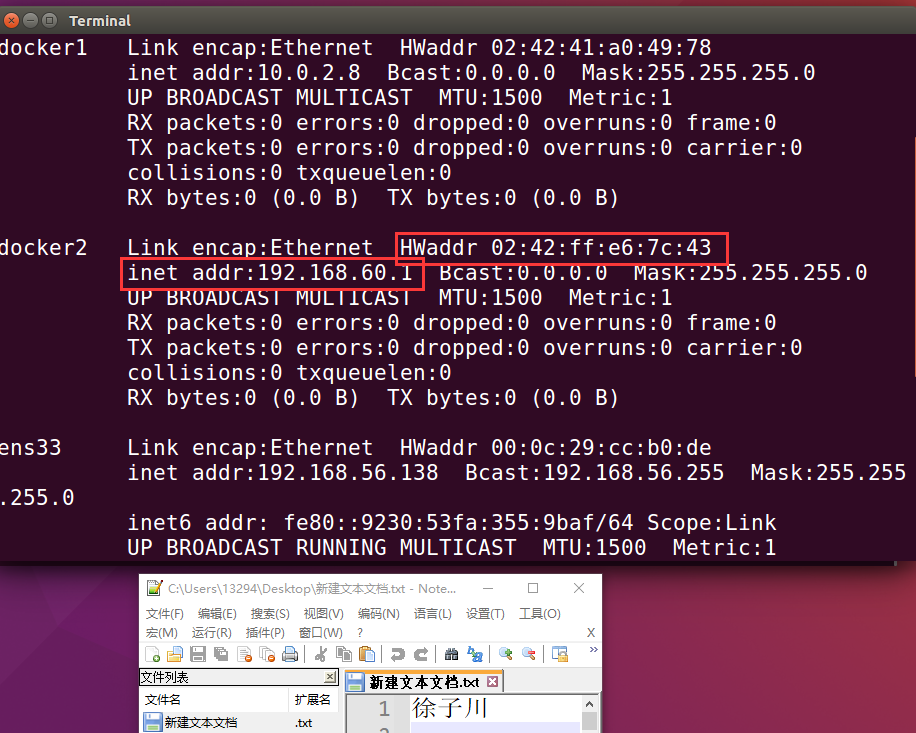 Terminal
docker1 Link encap:Ethernet HWaddr 02:42:41:a0:49:78
inet addr:10.0.2.8 Bcast:0.0.0.0 Mask:255.255.255.0
UP BROADCAST MULTICAST MTU:1500 Metric:1
RX packets:0 errors:0 dropped:0 overruns:0 frame:0
TX packets:0 errors:0 dropped:0 overruns:0 carrier:0
collisions:0 txqueuelen:0
RX bytes:0 (0.0 B) TX bytes:0 (0.0 B)
docker2 Link encap:Ethernet HWaddr 02:42:ff:e6:7c:43
inet addr:192.168.60.1 Bcast:0.0.0.0 Mask:255.255.255.0
UP BROADCAST MULTICAST MTU:1500 Metric:1
RX packets:0 errors:0 dropped:0 overruns:0 frame:0
TX packets:0 errors:0 dropped:0 overruns:0 carrier:0
collisions:0 txqueuelen:0
RX bytes:0 (0.0 B) TX bytes:0 (0.0 B)
ens33 Link encap:Ethernet HWaddr 00:0c:29:cc:b0:de
inet addr:192.168.56.138 Bcast:192.168.56.255 Mask:255.255
.255.0
inet6 addr: fe80::9230:53fa:355:9baf/64 Scope:Link
UP BROADCAST RUNNING MULTICAST MTU:1500 Metric:1
C:\Users\13294\Desktop\新建文本文档.txt - Note...
文件(F) 编辑(E) 搜索(S) 视图(V) 编码(N) 语言(L) 设置(T) 工具(O)
宏(M) 运行(R) 插件(P) 窗口(W) ? X
文件列表
新建文本文档.txt
文件名 扩展名
1 徐子川
新建文本文档 .txt
2